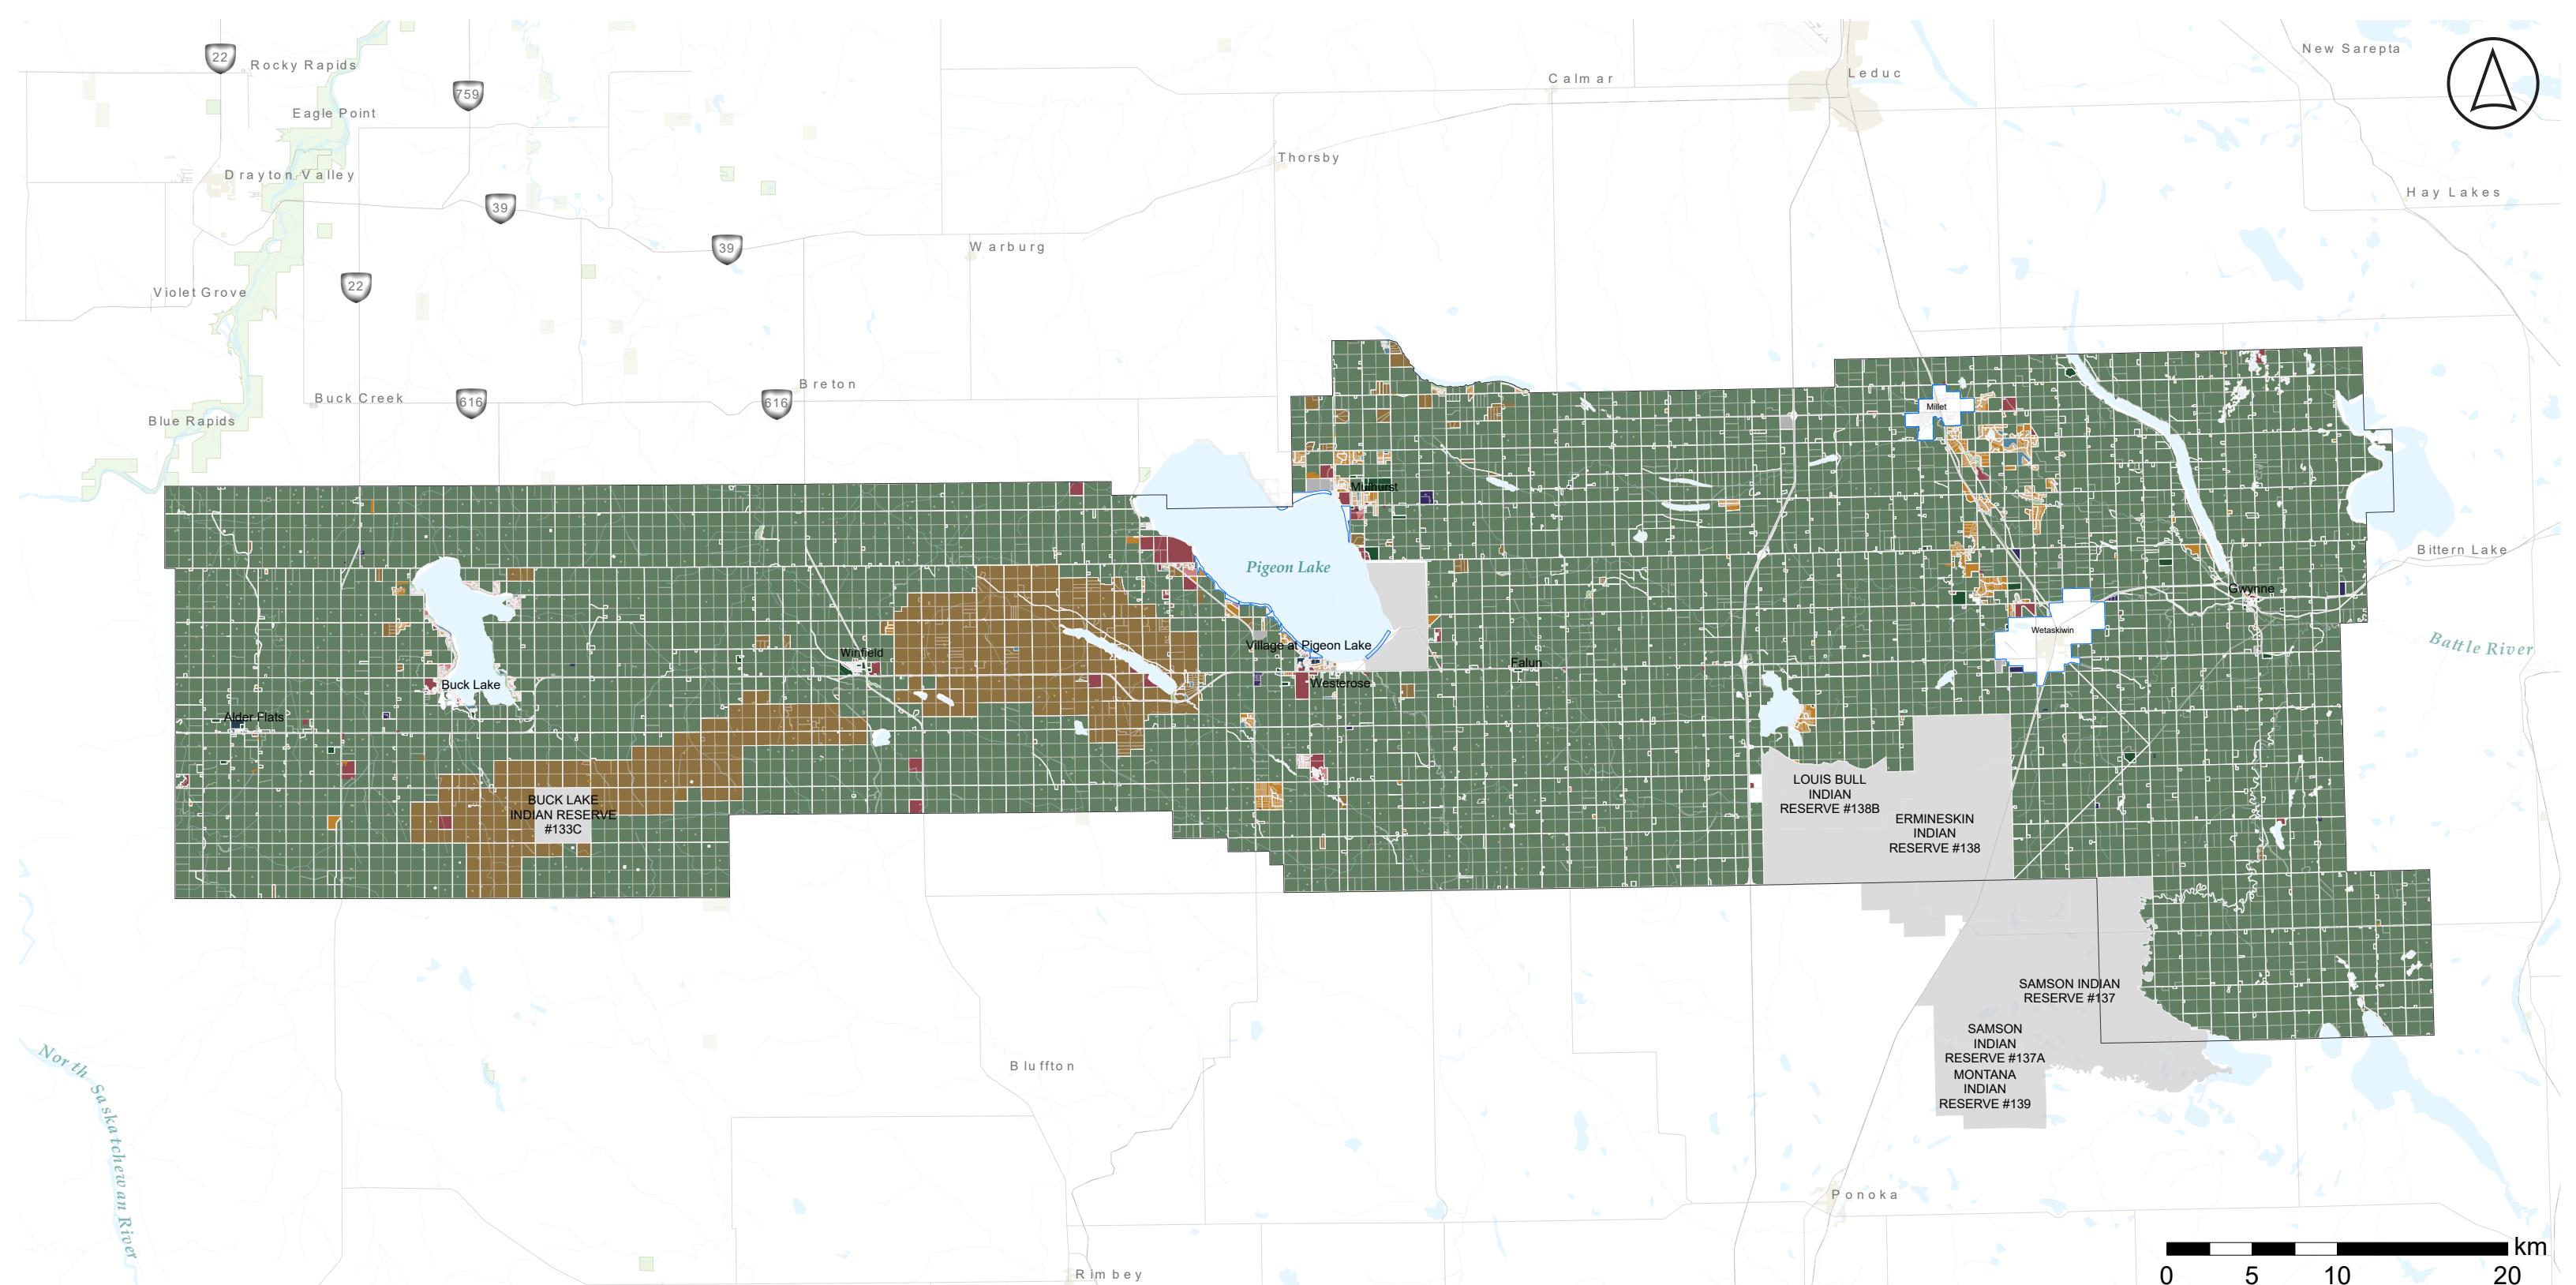 New Sarepta
22
Rocky Rapids
Leduc
Calmar
759
Eagle Point
Thorsby
Drayton Valley
Hay Lakes
39
39
Warburg
22
Violet Grove
Breton
Buck Creek
616
616
Millet
Blue Rapids
Mulhurst
Bittern Lake
Pigeon Lake
Gwynne
Wetaskiwin
Battle River
Village at Pigeon Lake
Winfield
Falun
Westerose
Buck Lake
Alder Flats
LOUIS BULL
INDIAN
RESERVE #138B
BUCK LAKE
INDIAN RESERVE
#133C
ERMINESKIN
INDIAN
RESERVE #138
SAMSON INDIAN
RESERVE #137
SAMSON
INDIAN
RESERVE #137A
MONTANA
INDIAN
RESERVE #139
North Saskatchewan River
Bluffton
Ponoka
Rimbey
km
0 5 10 20